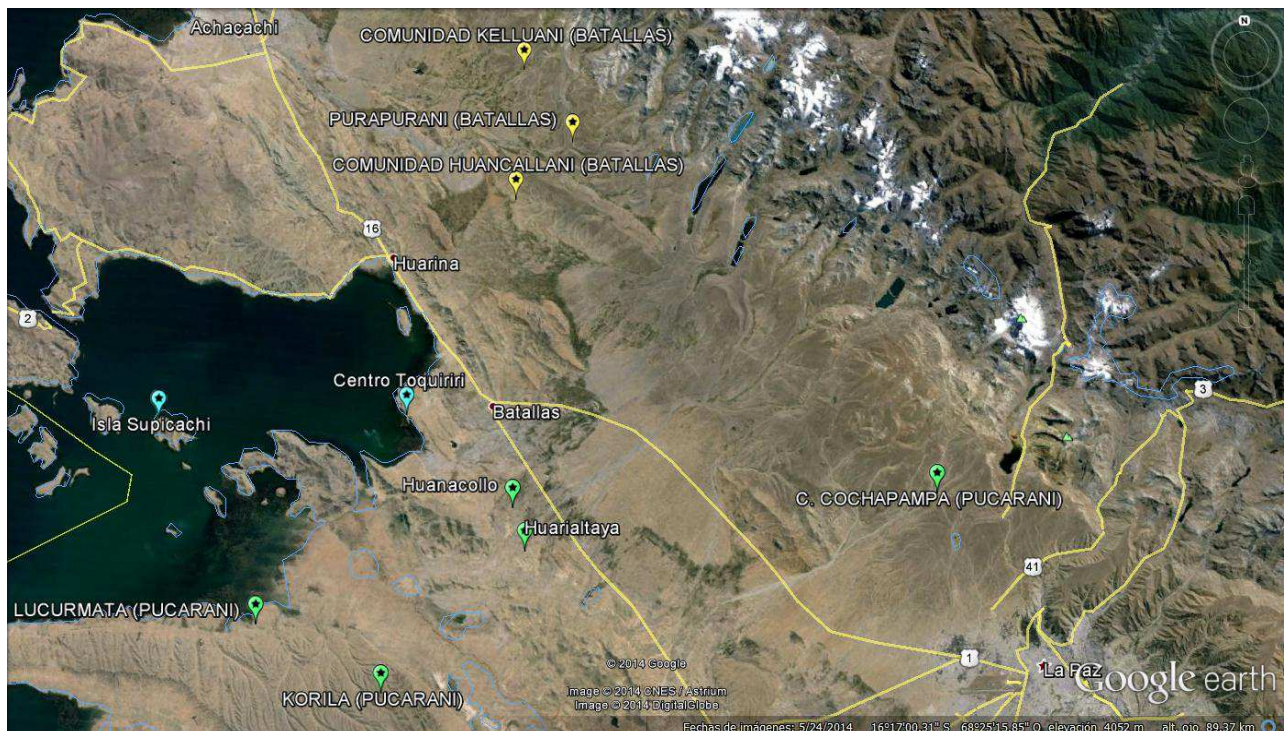 N
Achacachi
COMUNIDAD KELLUANI (BATALLAS)
PURAPURANI (BATALLAS)
COMUNIDAD HUANCALLANI (BATALLAS)
16
Huarina
2
3
Centro Toquiriri
Isla Supicachi
Batallas
Huanacollo
C. COCHAPAMPA (PUCARANI)
Huarialtaya
41
LUCURMATA (PUCARANI)
1
La Paz
KORILA (PUCARANI)
© 2014 Google
Image © 2014 CNES / Astrium
Image © 2014 DigitalGlobe
Google earth
Fechas de imágenes: 5/24/2014 16°17'00.31" S 68°25'15.85" O elevación 4052 m alt. ojo 89.37 km